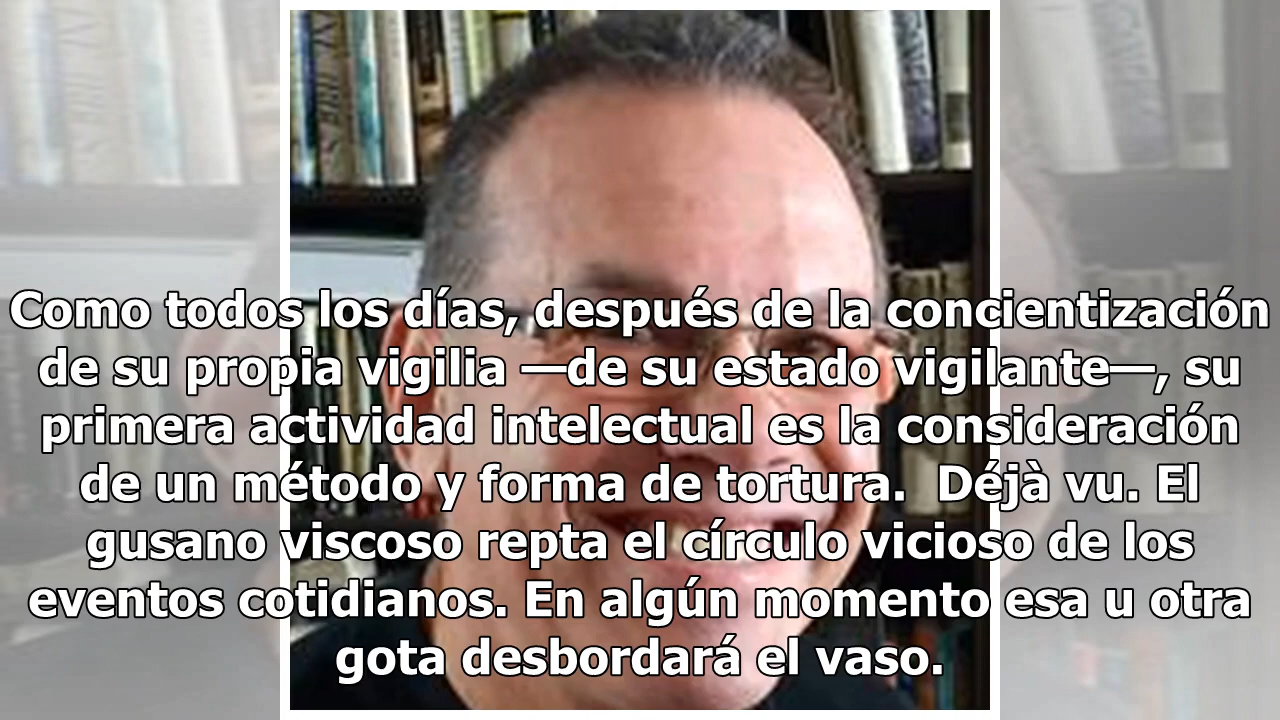 Como todos los días, después de la concientización
de su propia vigilia —de su estado vigilante—, su
primera actividad intelectual es la consideración
de un método y forma de tortura.  Déjà vu. El
gusano viscoso repta el círculo vicioso de los
eventos cotidianos. En algún momento esa u otra
gota desbordará el vaso.